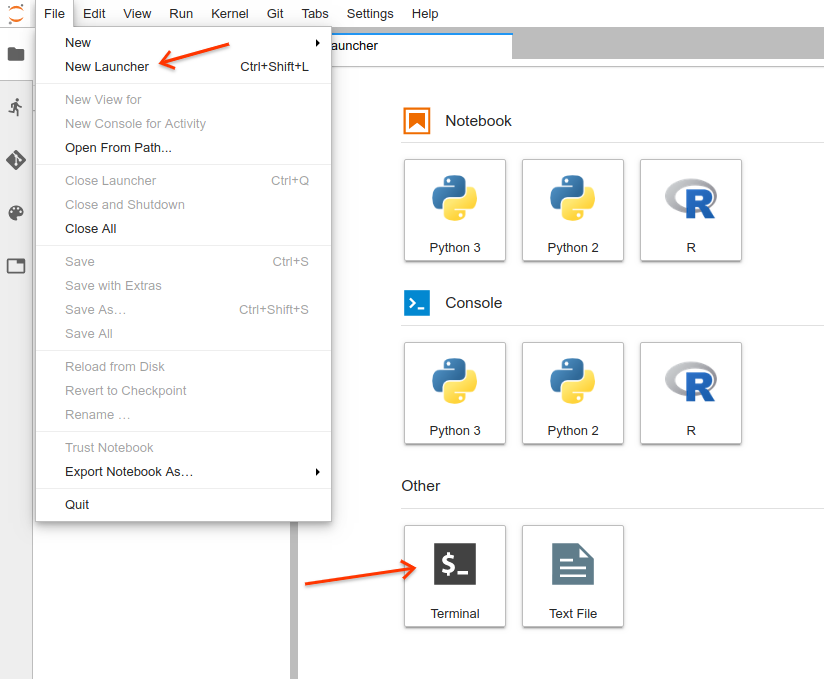 File Edit View Run Kernel Git Tabs Settings Help
New
New Launcher Ctrl+Shift+L
New View for
New Console for Activity
Open From Path...
Close Launcher Ctrl+Q
Close and Shutdown
Close All
Save Ctrl+S
Save with Extras
Save As… Ctrl+Shift+S
Save All
Reload from Disk
Revert to Checkpoint
Rename …
Trust Notebook
Export Notebook As…
Quit
auncher
Notebook
Python 3 Python 2 R
Console
>_
Python 3 Python 2 R
Other
$_
Terminal Text File